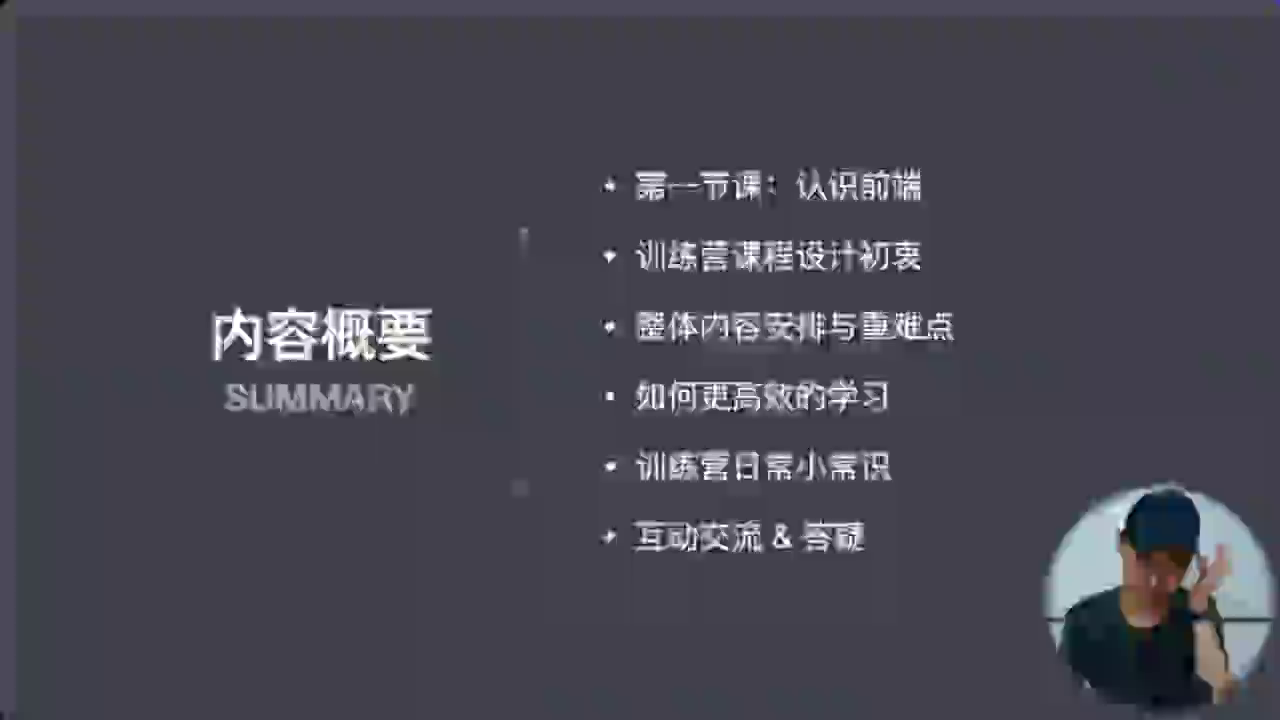 内容概要
SUMMARY
第一节课：认识前端
训练营课程设计初衷
整体内容安排与重难点
如何更高效的学习
训练营日常小常识
互动交流 & 答疑